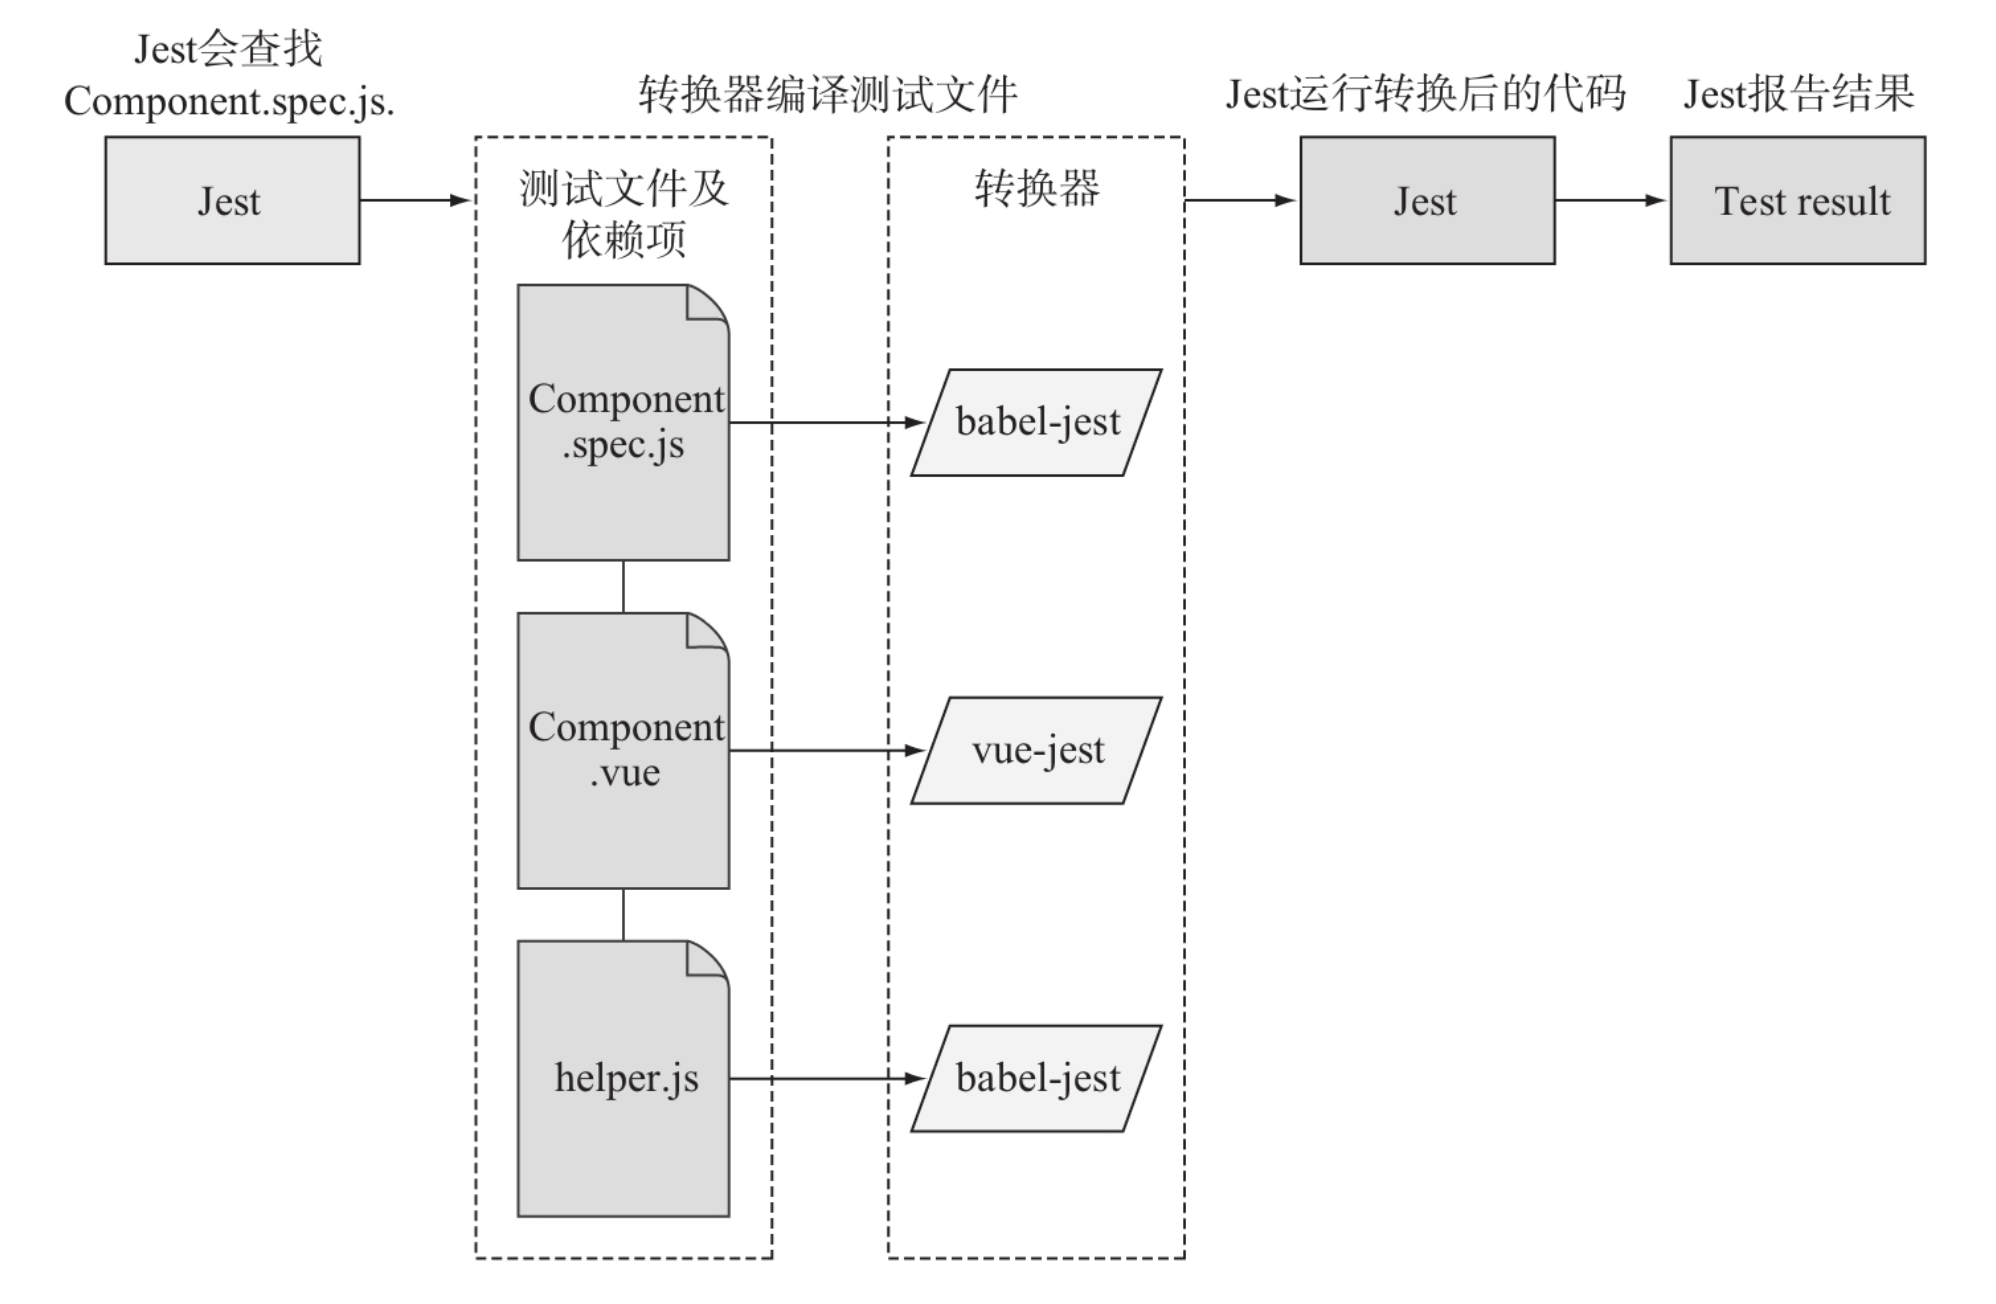 Jest会查找
Component.spec.js.
转换器编译测试文件
Jest运行转换后的代码
Jest报告结果
Jest
测试文件及
依赖项
转换器
Jest
Test result
Component
.spec.js
babel-jest
Component
.vue
vue-jest
helper.js
babel-jest